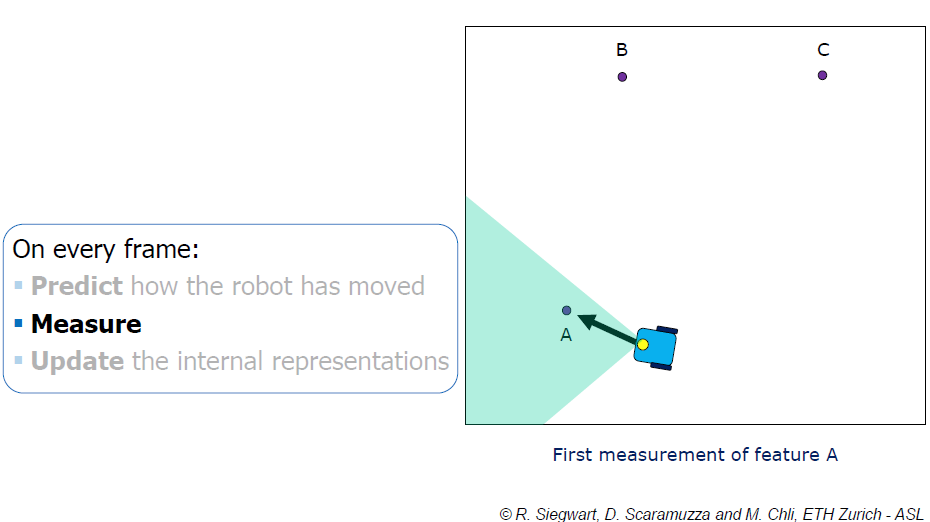 On every frame:
▪ Predict how the robot has moved
▪ Measure
▪ Update the internal representations
B
C
A
First measurement of feature A
© R. Siegwart, D. Scaramuzza and M. Chli, ETH Zurich - ASL